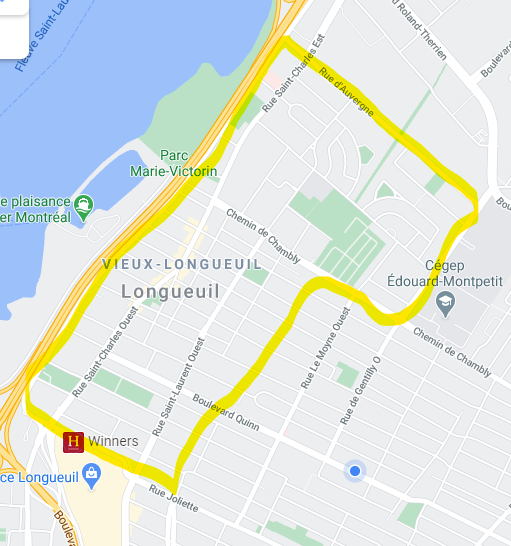 Fleuve Saint-Lau
Roland-Therrien
Boulevard
Rue Saint-Charles Est
Rue d'Auvergne
Parc
Marie-Victorin
e plaisance
er Montréal
Chemin de Chambly
Bou
VIEUX-LONGUEUIL
Longueuil
Cégep
Édouard-Montpetit
Rue Saint-Charles Ouest
Rue Saint-Laurent Ouest
Rue Le Moyne Ouest
Chemin de Chambly
Rue de Gentilly O
Boulevard Quinn
H
Winners
ce Longueuil
Rue Joliette
Boulev